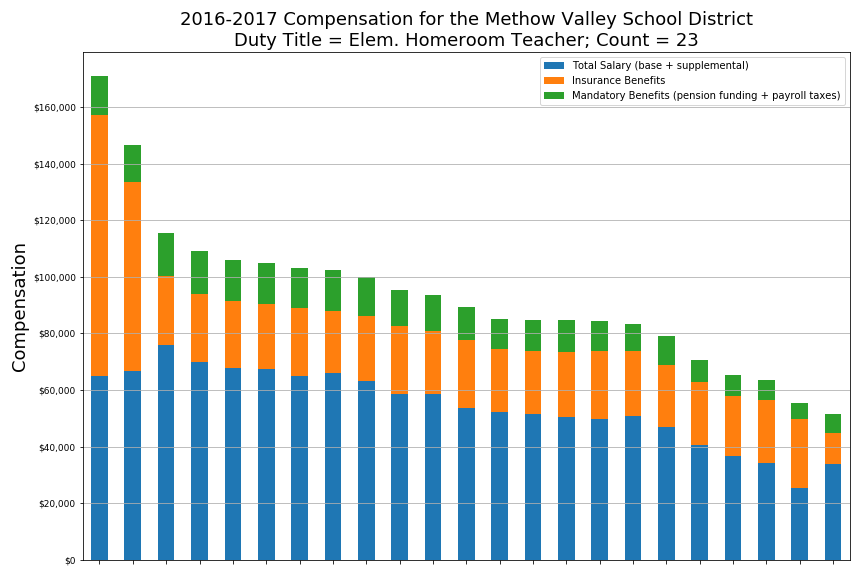 2016-2017 Compensation for the Methow Valley School District
Duty Title = Elem. Homeroom Teacher; Count = 23
Total Salary (base + supplemental)
Insurance Benefits
Mandatory Benefits (pension funding + payroll taxes)
Compensation
$160,000
$140,000
$120,000
$100,000
$80,000
$60,000
$40,000
$20,000
$0